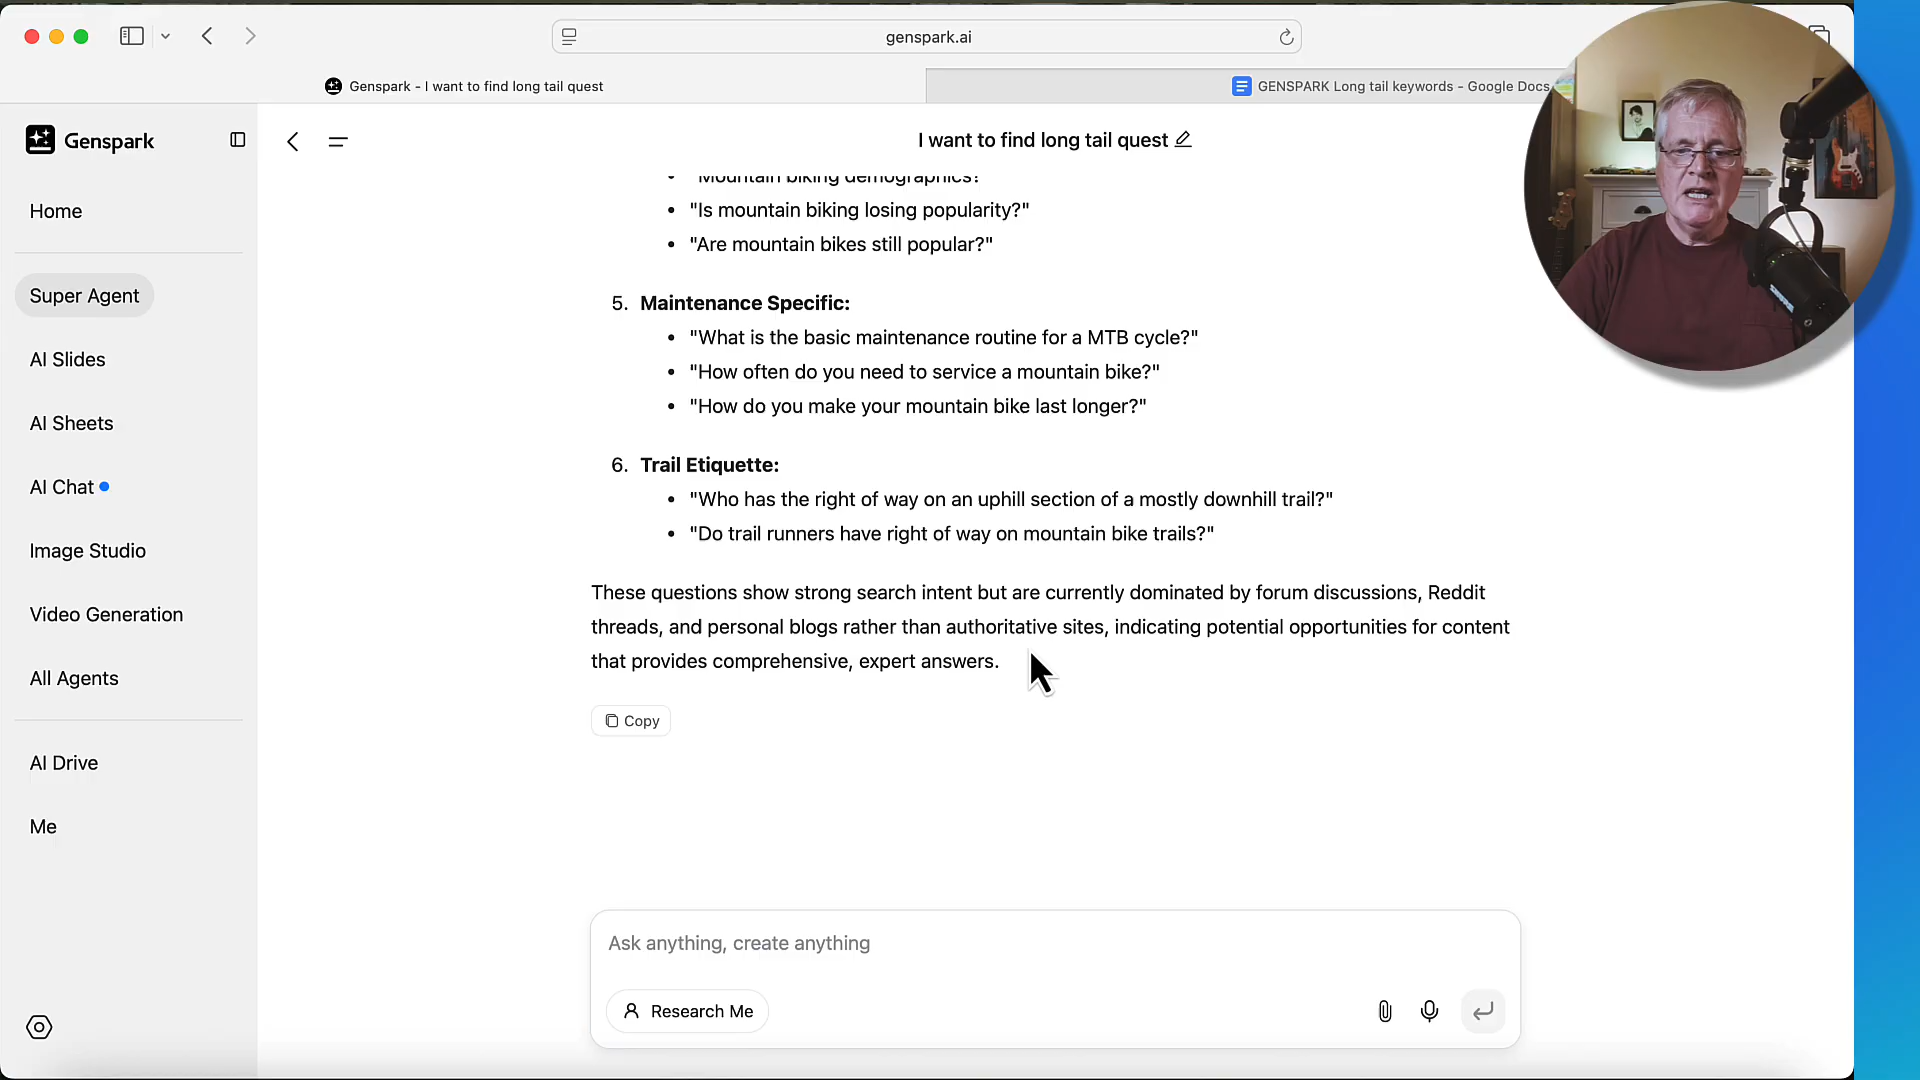 genspark.ai
Genspark - I want to find long tail quest
GENSPARK Long tail keywords - Google Docs
Genspark
I want to find long tail quest
Home
Super Agent
AI Slides
AI Sheets
AI Chat
Image Studio
Video Generation
All Agents
AI Drive
Me
• "Mountain biking demographics?"
• "Is mountain biking losing popularity?"
• "Are mountain bikes still popular?"
5. Maintenance Specific:
• "What is the basic maintenance routine for a MTB cycle?"
• "How often do you need to service a mountain bike?"
• "How do you make your mountain bike last longer?"
6. Trail Etiquette:
• "Who has the right of way on an uphill section of a mostly downhill trail?"
• "Do trail runners have right of way on mountain bike trails?"
These questions show strong search intent but are currently dominated by forum discussions, Reddit
threads, and personal blogs rather than authoritative sites, indicating potential opportunities for content
that provides comprehensive, expert answers.
Copy
Ask anything, create anything
Research Me